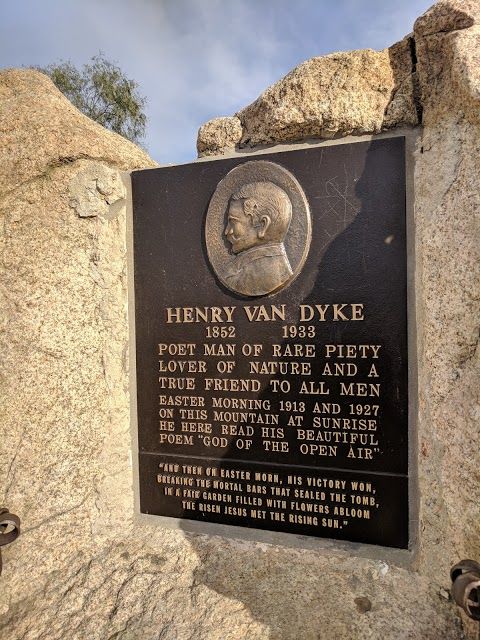 HENRY VAN DYKE
1852 1933
POET MAN OF RARE PIETY
LOVER OF NATURE AND A
TRUE FRIEND TO ALL MEN
EASTER MORNING 1913 AND 1927
ON THIS MOUNTAIN AT SUNRISE
HE HERE READ HIS BEAUTIFUL
POEM "GOD OF THE OPEN AIR"
"AND THEN ON EASTER MORN, HIS VICTORY WON,
BREAKING THE MORTAL BARS THAT SEALED THE TOMB,
IN A FAIR GARDEN FILLED WITH FLOWERS ABLOOM
THE RISEN JESUS MET THE RISING SUN."